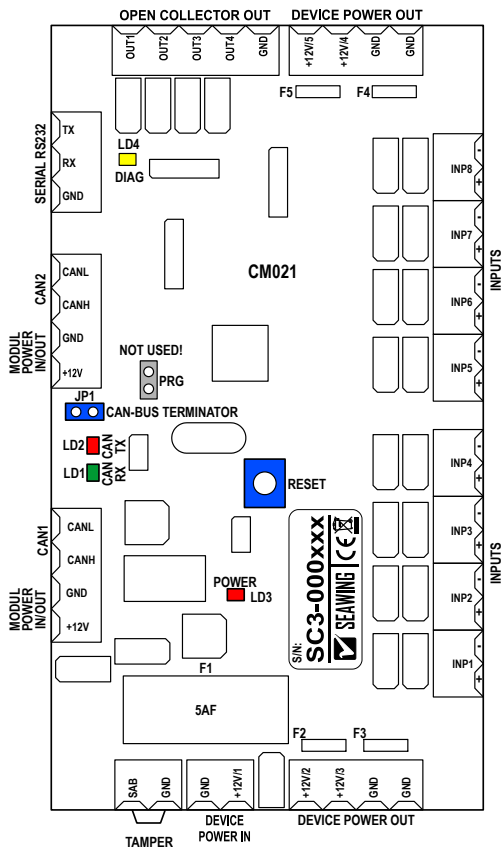 OPEN COLLECTOR OUT
DEVICE POWER OUT
OUT1
OUT2
OUT3
OUT4
GND
+12V/5
+12V/4
GND
GND
F5
F4
SERIAL RS232
TX
RX
GND
LD4
DIAG
INP8
-
+
INP7
-
+
INP6
-
+
INP5
-
+
INPUTS
CM021
CAN2
MODUL
POWER
IN/OUT
CANL
CANH
GND
+12V
NOT USED!
PRG
JP1
CAN-BUS TERMINATOR
LD2
CAN
TX
LD1
CAN
RX
RESET
INP4
-
+
INP3
-
+
INP2
-
+
INP1
-
+
INPUTS
CAN1
MODUL
POWER
IN/OUT
CANL
CANH
GND
+12V
POWER
LD3
S/N:
SC3-000xxx
SEAWING
CE
F1
5AF
F2
F3
SAB
GND
GND
+12V/1
+12V/2
+12V/3
GND
GND
TAMPER
DEVICE
POWER IN
DEVICE POWER OUT